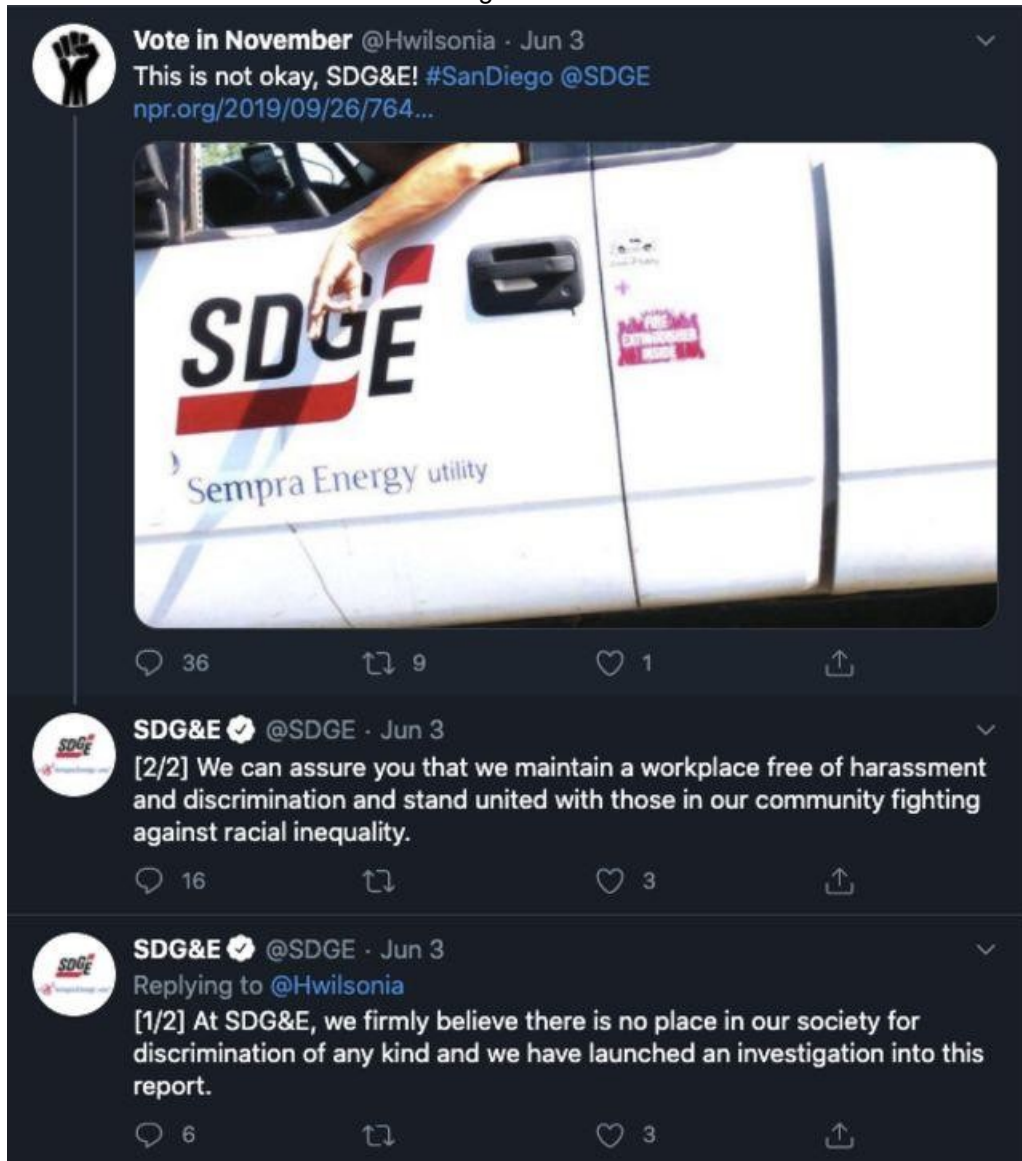 Vote in November @Hwilsonia · Jun 3
This is not okay, SDG&E! #SanDiego @SDGE
npr.org/2019/09/26/764...
SDGE
Sempra Energy utility
+
FIRE
EXTINGUISHER
INSIDE
36 9 1
SDG&E @SDGE · Jun 3
[2/2] We can assure you that we maintain a workplace free of harassment
and discrimination and stand united with those in our community fighting
against racial inequality.
16 3
SDG&E @SDGE · Jun 3
Replying to @Hwilsonia
[1/2] At SDG&E, we firmly believe there is no place in our society for
discrimination of any kind and we have launched an investigation into this
report.
6 3